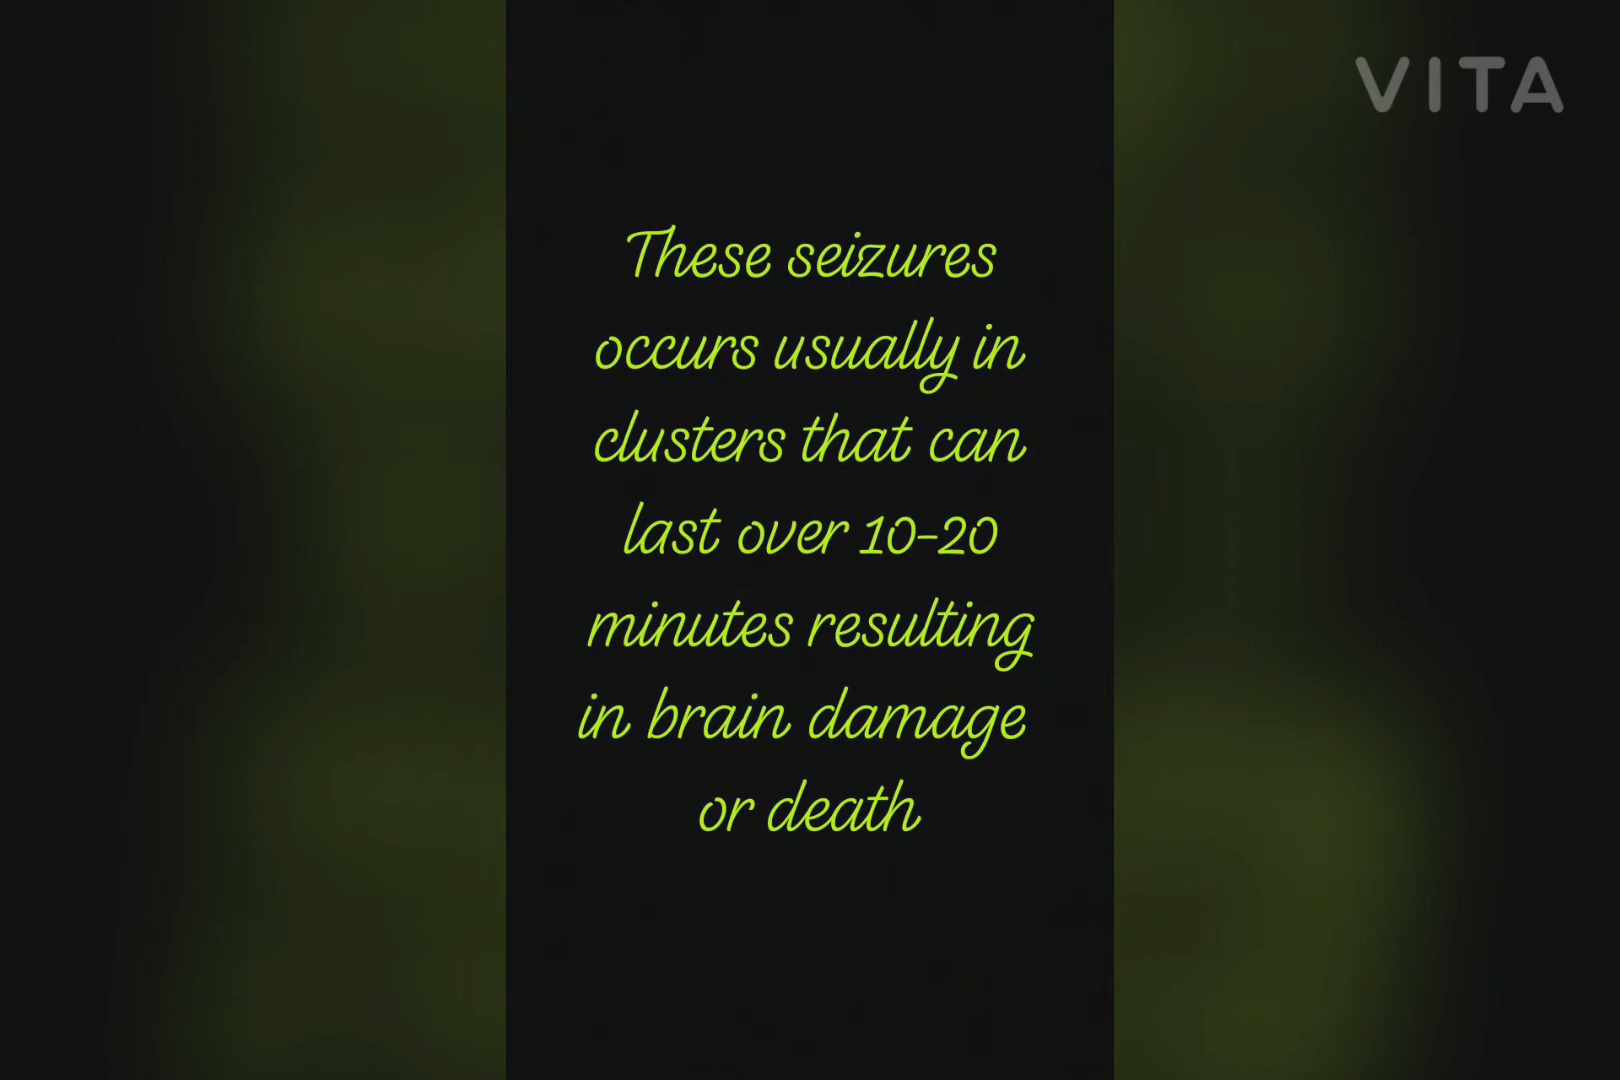 VITA
These seizures
occurs usually in
clusters that can
last over 10-20
minutes resulting
in brain damage
or death